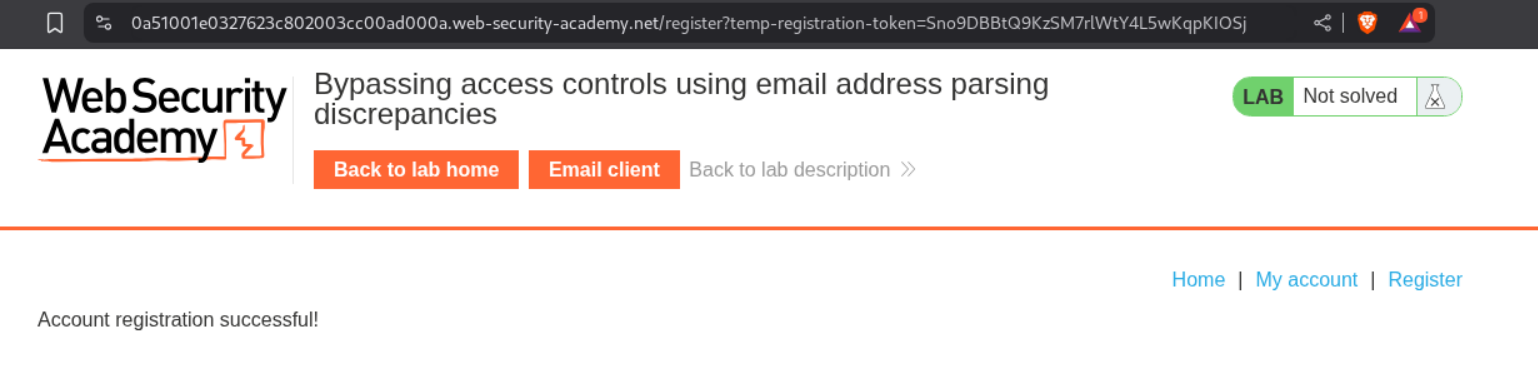 0a51001e0327623c802003cc00ad000a.web-security-academy.net/register?temp-registration-token=Sno9DBBtQ9KzSM7rlWtY4L5wKqpKIOSj
1
Web Security
Academy
Bypassing access controls using email address parsing
discrepancies
LAB Not solved
Back to lab home Email client Back to lab description
Home | My account | Register
Account registration successful!